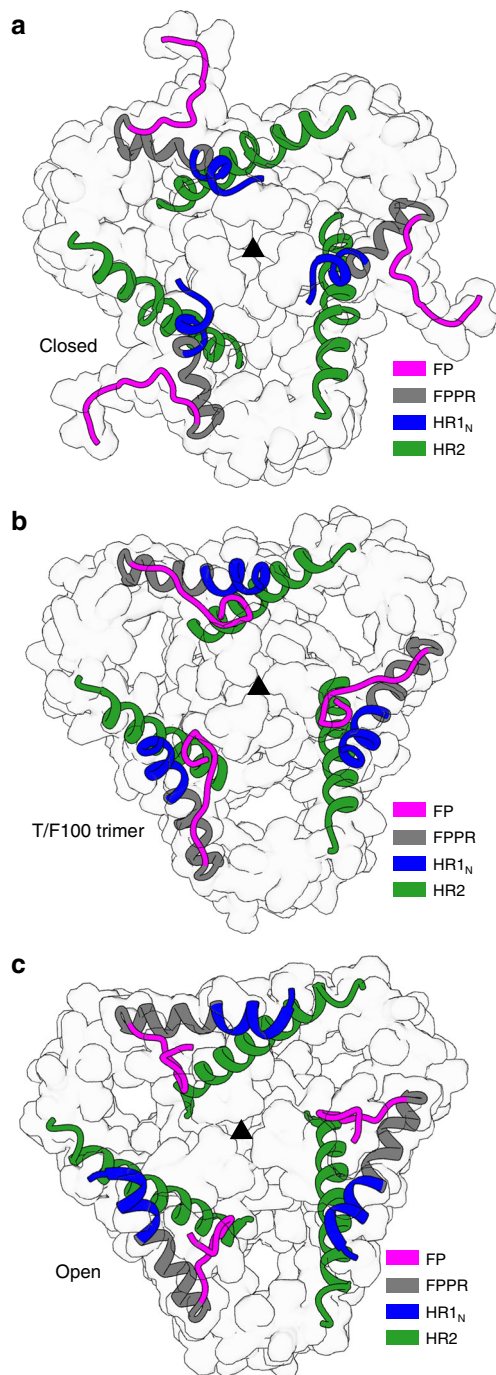 a
Closed
FP
FPPR
HR1N
HR2
b
T/F100 trimer
FP
FPPR
HR1N
HR2
c
Open
FP
FPPR
HR1N
HR2